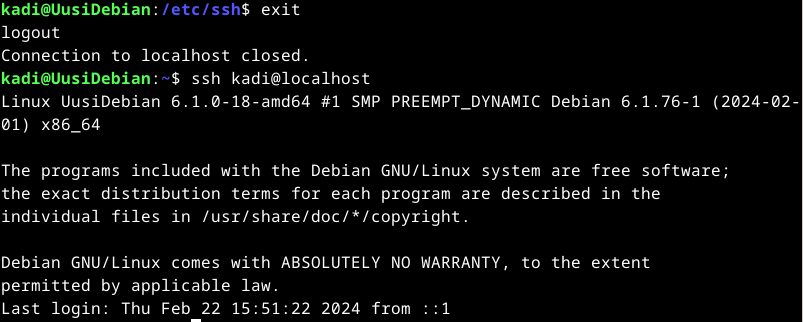 kadi@UusiDebian:/etc/ssh$ exit
logout
Connection to localhost closed.
kadi@UusiDebian:~$ ssh kadi@localhost
Linux UusiDebian 6.1.0-18-amd64 #1 SMP PREEMPT_DYNAMIC Debian 6.1.76-1 (2024-02-
01) x86_64
The programs included with the Debian GNU/Linux system are free software;
the exact distribution terms for each program are described in the
individual files in /usr/share/doc/*/copyright.
Debian GNU/Linux comes with ABSOLUTELY NO WARRANTY, to the extent
permitted by applicable law.
Last login: Thu Feb 22 15:51:22 2024 from ::1